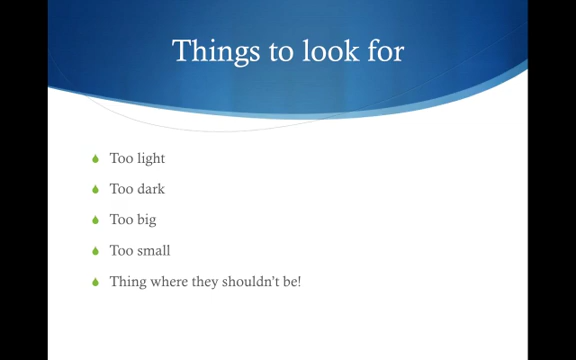 Things to look for
Too light
Too dark
Too big
Too small
Thing where they shouldn't be!